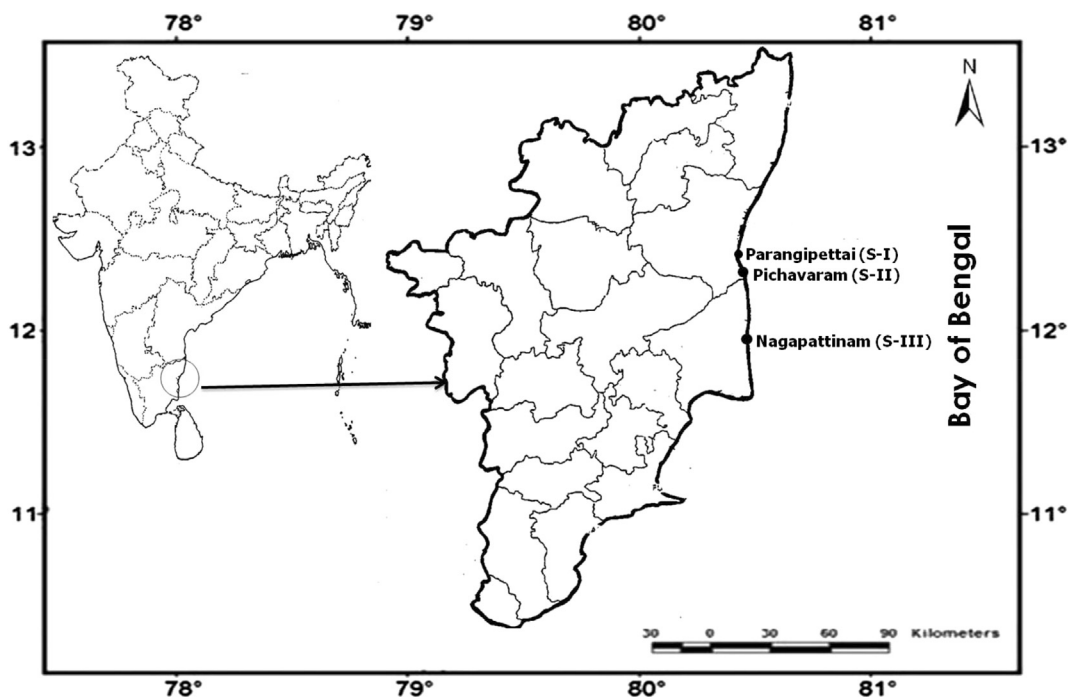 78° 79° 80° 81°
N
13 13°
Parangipettai (S-I)
Pichavaram (S-II)
12 12°
Nagapattinam (S-III)
Bay of Bengal
11 11°
30 0 30 60 90 Kilometers
78° 79° 80° 81°